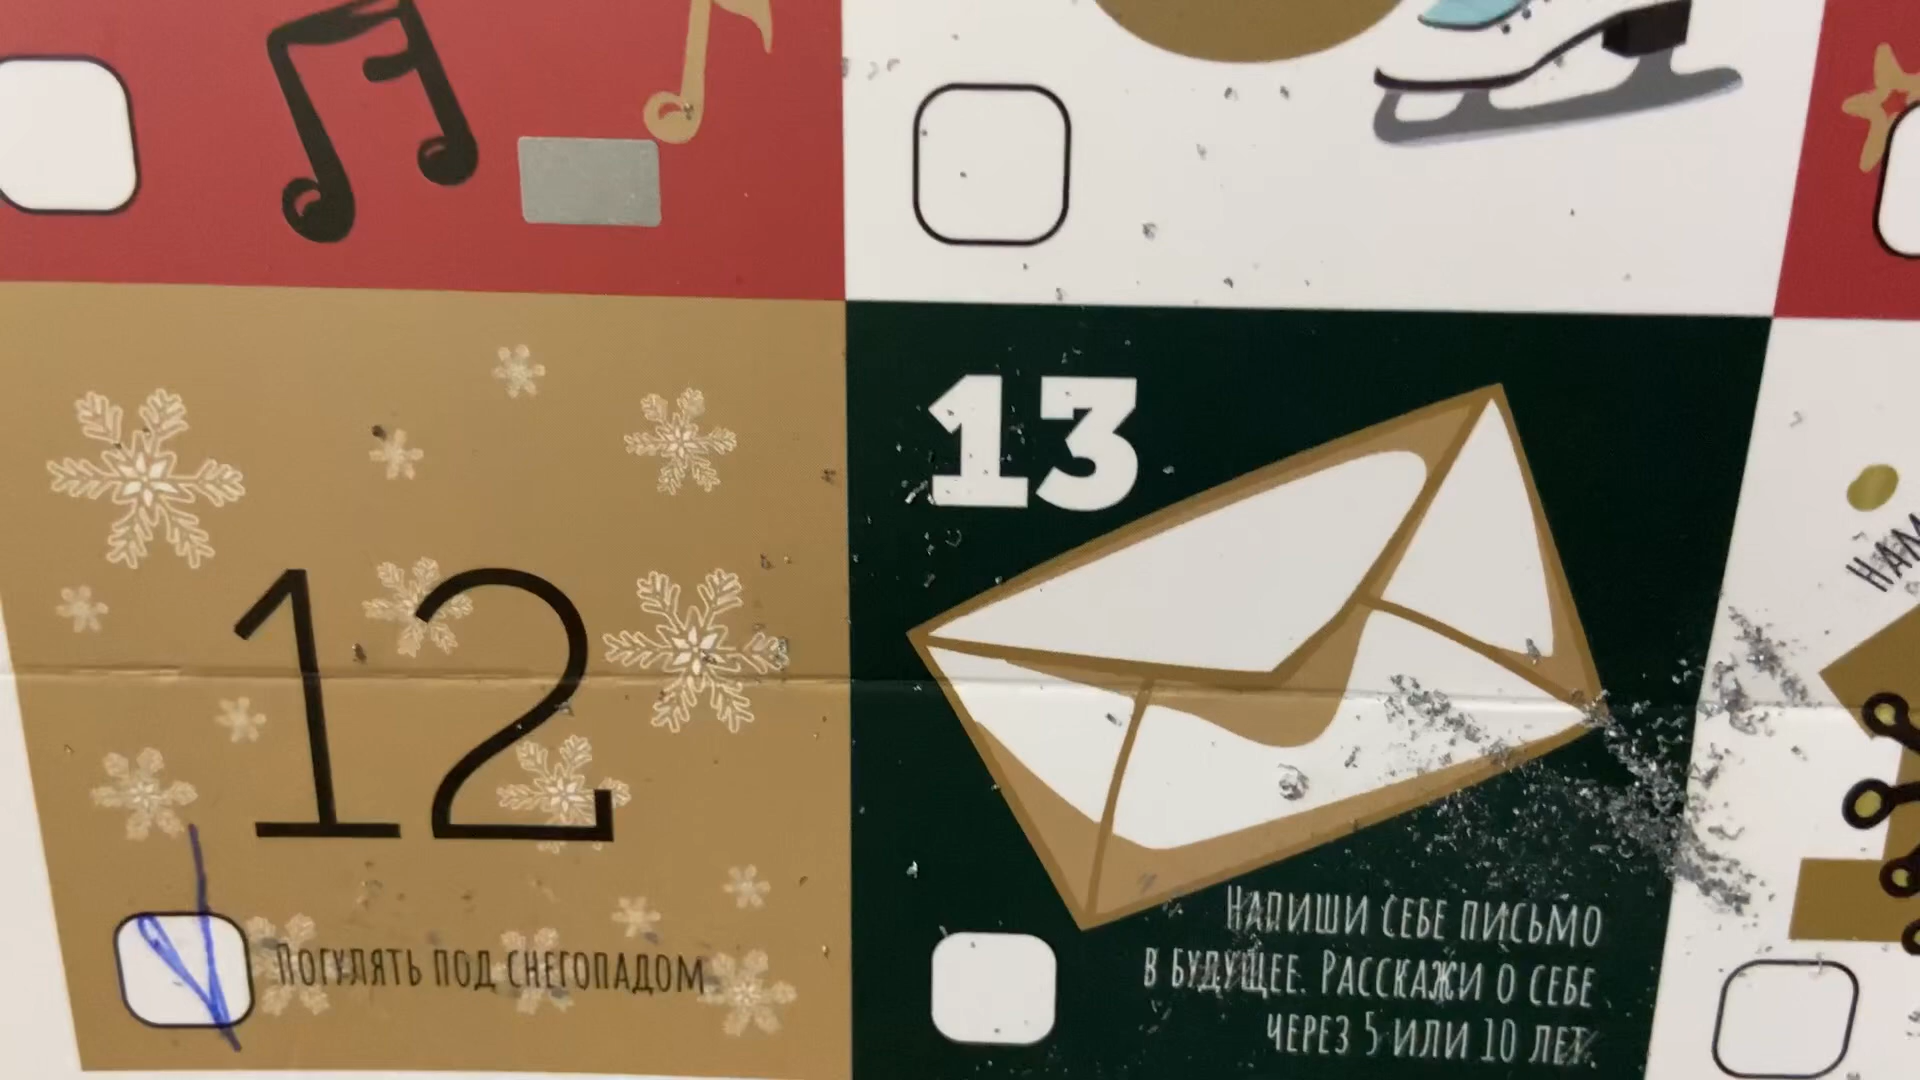 12
Погулять под снегопадом
13
Напиши себе письмо
в будущее. Расскажи о себе
через 5 или 10 лет.